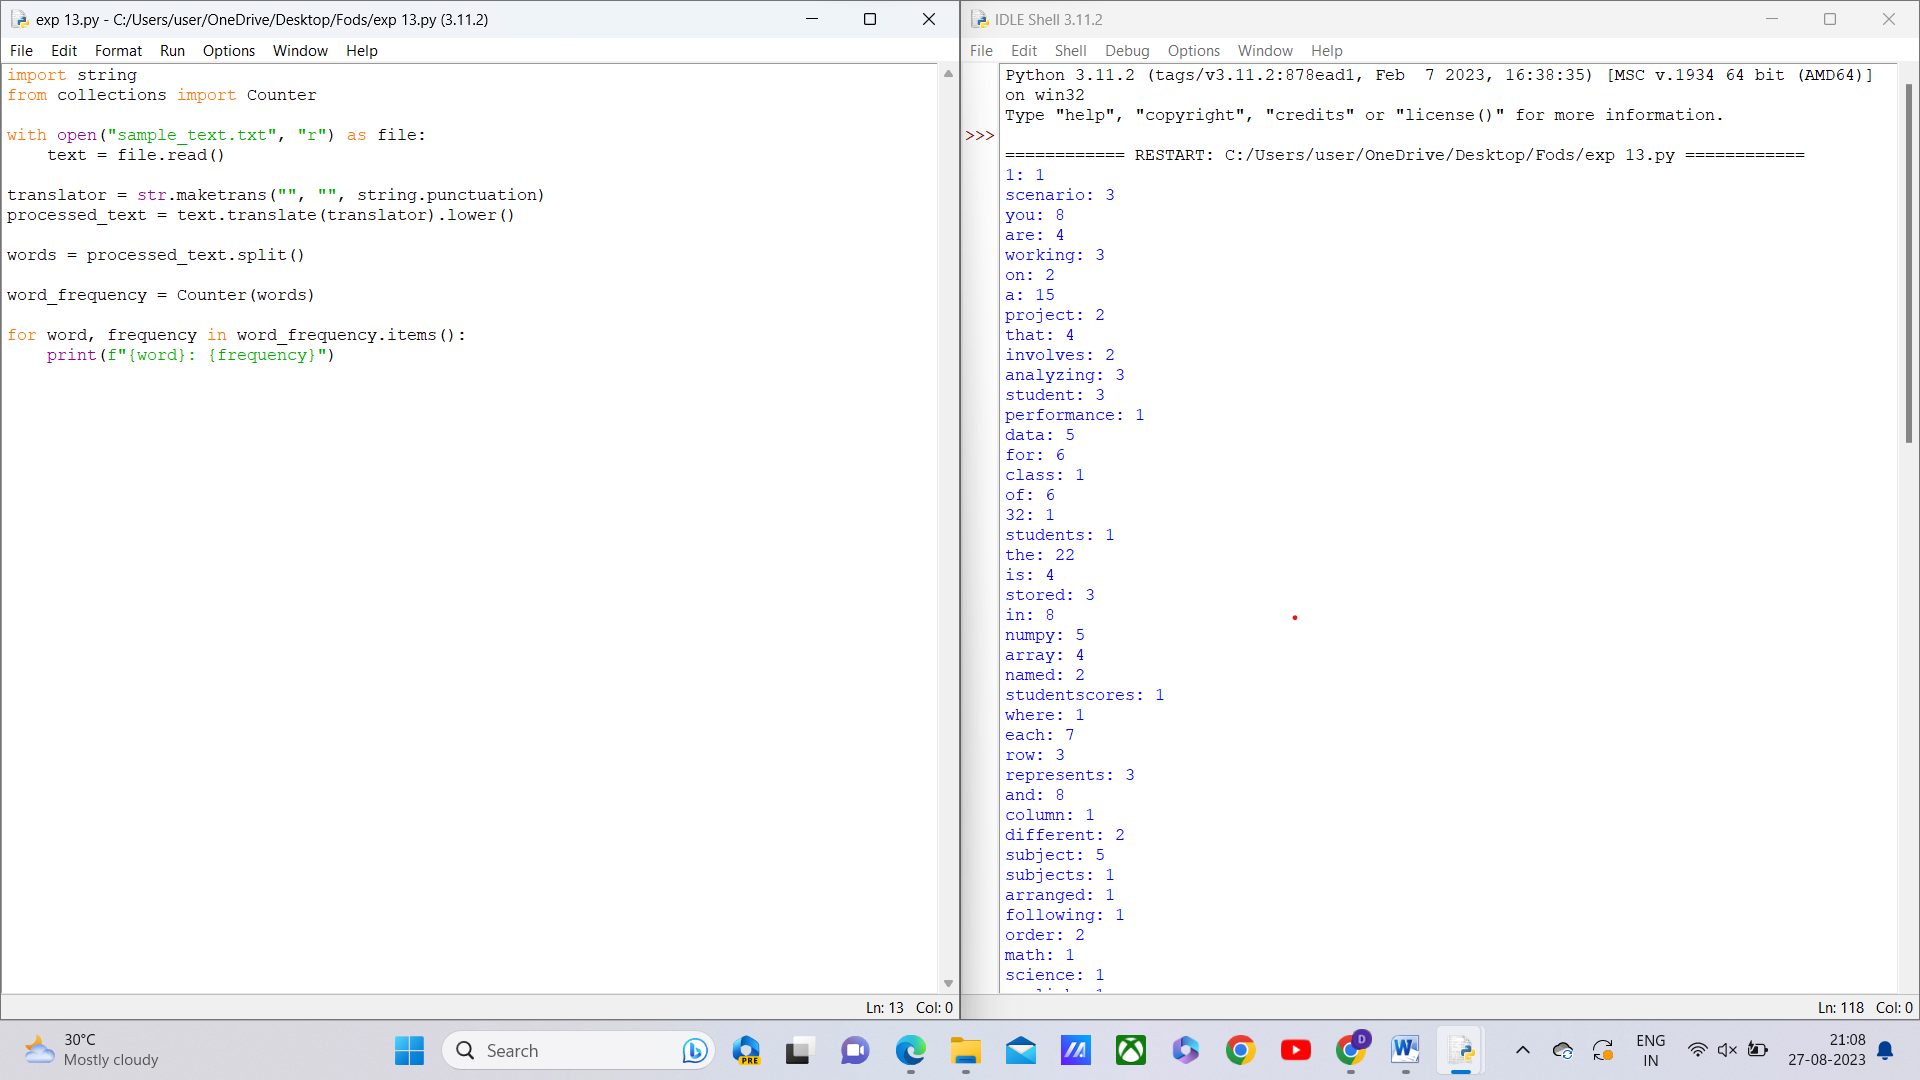 exp 13.py - C:/Users/user/OneDrive/Desktop/Fods/exp 13.py (3.11.2)
File Edit Format Run Options Window Help
import string
from collections import Counter
with open("sample_text.txt", "r") as file:
    text = file.read()
translator = str.maketrans("", "", string.punctuation)
processed_text = text.translate(translator).lower()
words = processed_text.split()
word_frequency = Counter(words)
for word, frequency in word_frequency.items():
    print(f"{word}: {frequency}")
Ln: 13 Col: 0
IDLE Shell 3.11.2
File Edit Shell Debug Options Window Help
Python 3.11.2 (tags/v3.11.2:878ead1, Feb  7 2023, 16:38:35) [MSC v.1934 64 bit (AMD64)]
on win32
Type "help", "copyright", "credits" or "license()" for more information.
>>>
============ RESTART: C:/Users/user/OneDrive/Desktop/Fods/exp 13.py ============
1: 1
scenario: 3
you: 8
are: 4
working: 3
on: 2
a: 15
project: 2
that: 4
involves: 2
analyzing: 3
student: 3
performance: 1
data: 5
for: 6
class: 1
of: 6
32: 1
students: 1
the: 22
is: 4
stored: 3
in: 8
numpy: 5
array: 4
named: 2
studentscores: 1
where: 1
each: 7
row: 3
represents: 3
and: 8
column: 1
different: 2
subject: 5
subjects: 1
arranged: 1
following: 1
order: 2
math: 1
science: 1
Ln: 118 Col: 0
30°C
Mostly cloudy
Search
PRE
D
ENG
IN
21:08
27-08-2023